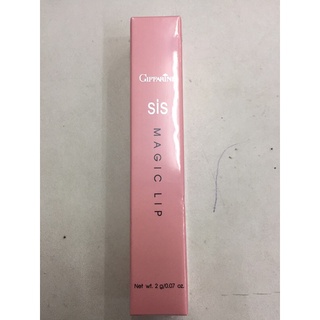 GIFFARINE
sis
MAGIC LIP
Net wt. 2 g/0.07 oz.